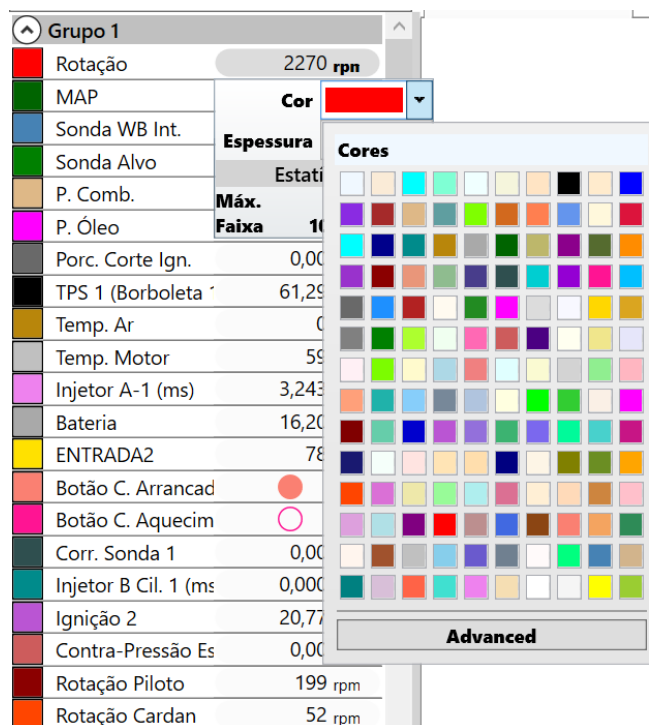 Grupo 1
Rotação 2270 rpn
MAP
Cor
Sonda WB Int.
Espessura
Cores
Sonda Alvo
Estatí
P. Comb.
Máx.
P. Óleo
Faixa 10
Porc. Corte Ign. 0,00
TPS 1 (Borboleta 1 61,29
Temp. Ar 0
Temp. Motor 59
Injetor A-1 (ms) 3,243
Bateria 16,20
ENTRADA2 78
Botão C. Arrancad
Botão C. Aquecim
Corr. Sonda 1 0,00
Injetor B Cil. 1 (ms 0,000
Ignição 2 20,77
Advanced
Contra-Pressão Es 0,00
Rotação Piloto 199 rpm
Rotação Cardan 52 rpm